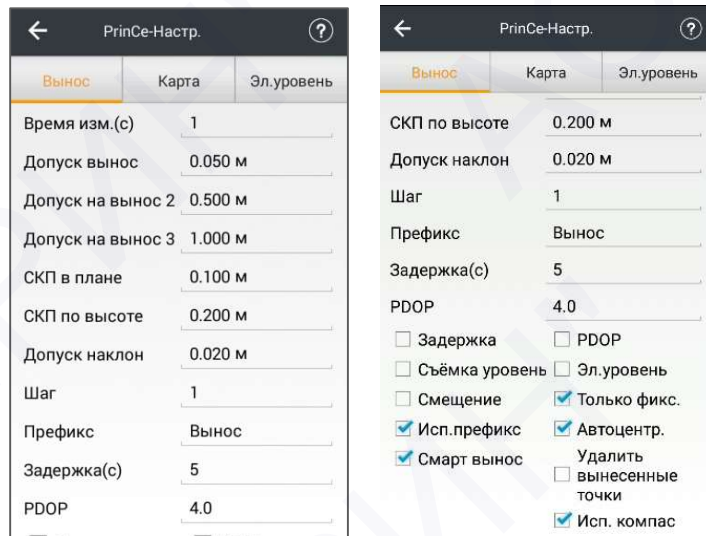 PrinCe-Настр.
Вынос Карта Эл.уровень
Время изм.(с) 1
Допуск вынос 0.050 м
Допуск на вынос 2 0.500 м
Допуск на вынос 3 1.000 м
СКП в плане 0.100 м
СКП по высоте 0.200 м
Допуск наклон 0.020 м
Шаг 1
Префикс Вынос
Задержка(с) 5
PDOP 4.0
PrinCe-Настр.
Вынос Карта Эл.уровень
СКП по высоте 0.200 м
Допуск наклон 0.020 м
Шаг 1
Префикс Вынос
Задержка(с) 5
PDOP 4.0
Задержка PDOP
Съёмка уровень Эл.уровень
Смещение Только фикс.
Исп.префикс Автоцентр.
Смарт вынос Удалить
вынесенные
точки
Исп. компас